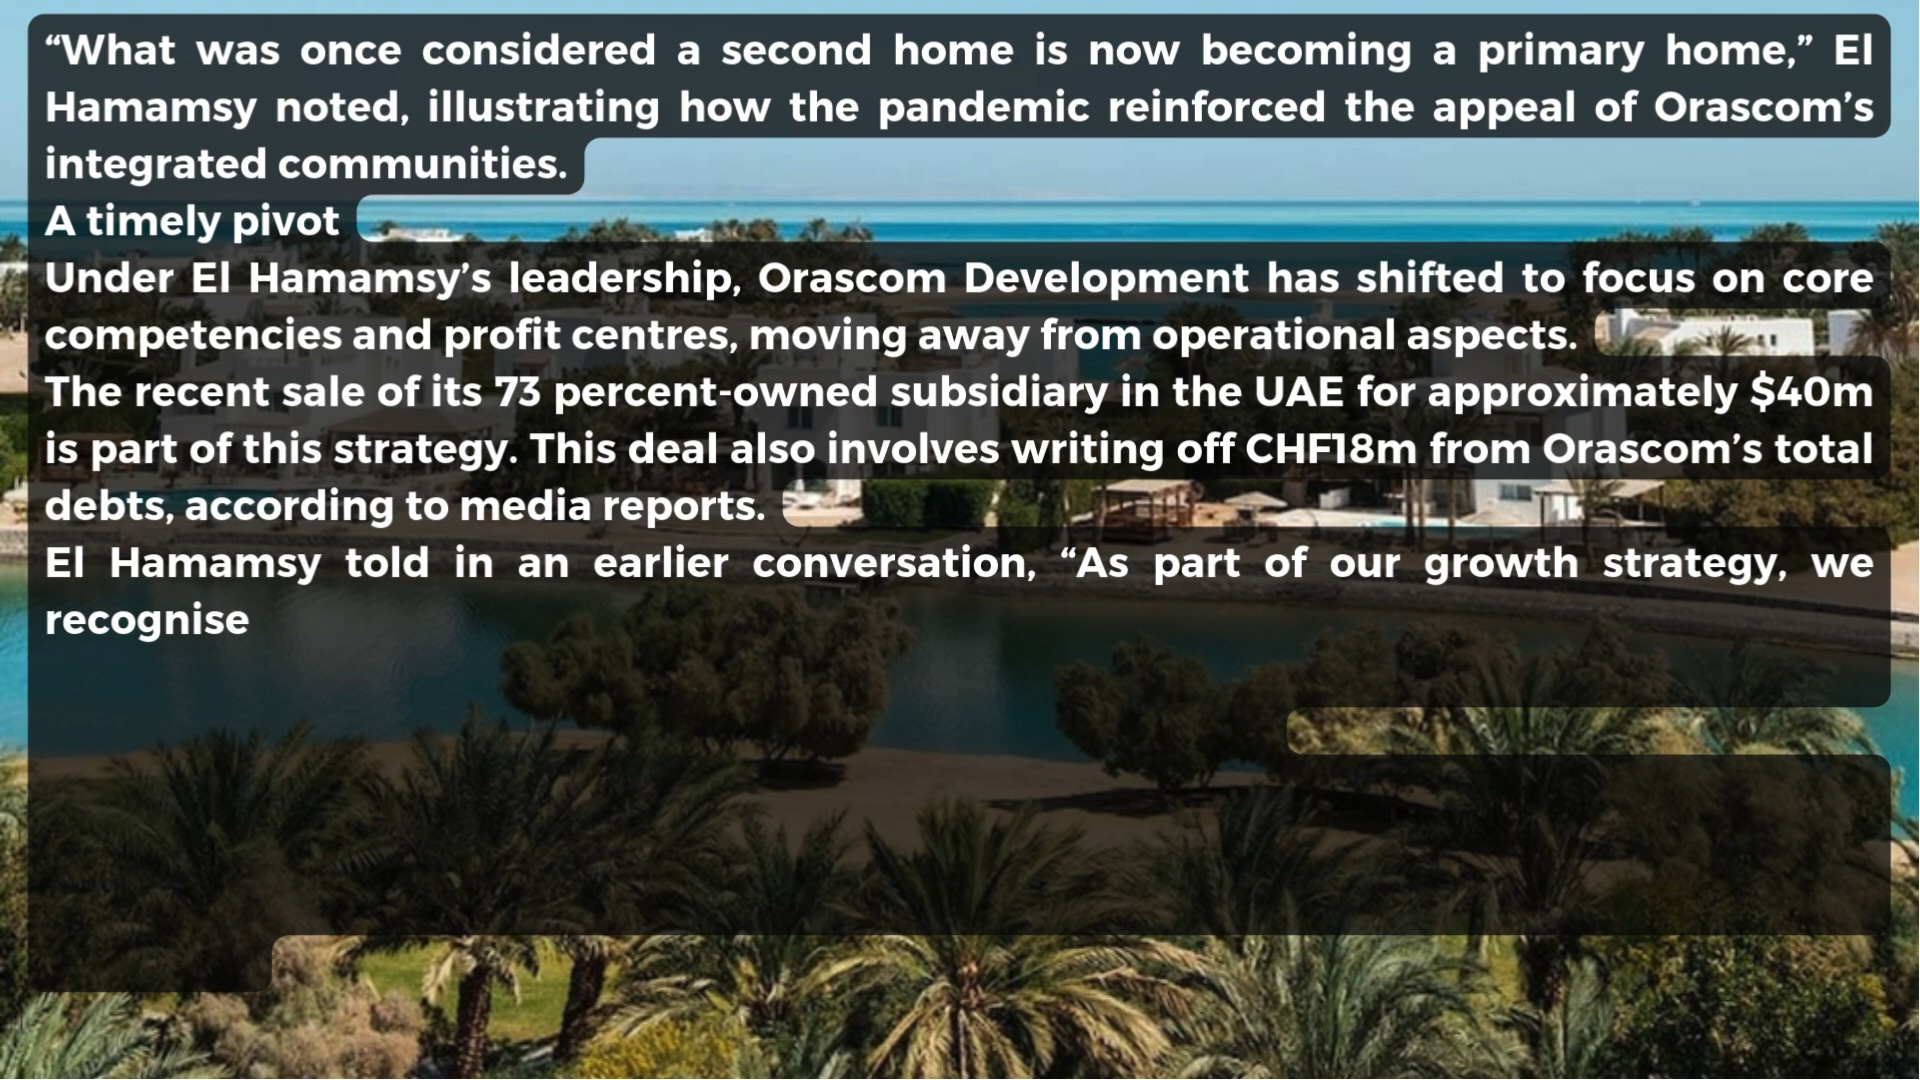 “What was once considered a second home is now becoming a primary home,” El
Hamamsy noted, illustrating how the pandemic reinforced the appeal of Orascom’s
integrated communities.
A timely pivot
Under El Hamamsy’s leadership, Orascom Development has shifted to focus on core
competencies and profit centres, moving away from operational aspects.
The recent sale of its 73 percent-owned subsidiary in the UAE for approximately $40m
is part of this strategy. This deal also involves writing off CHF18m from Orascom’s total
debts, according to media reports.
El Hamamsy told in an earlier conversation, “As part of our growth strategy, we
recognise